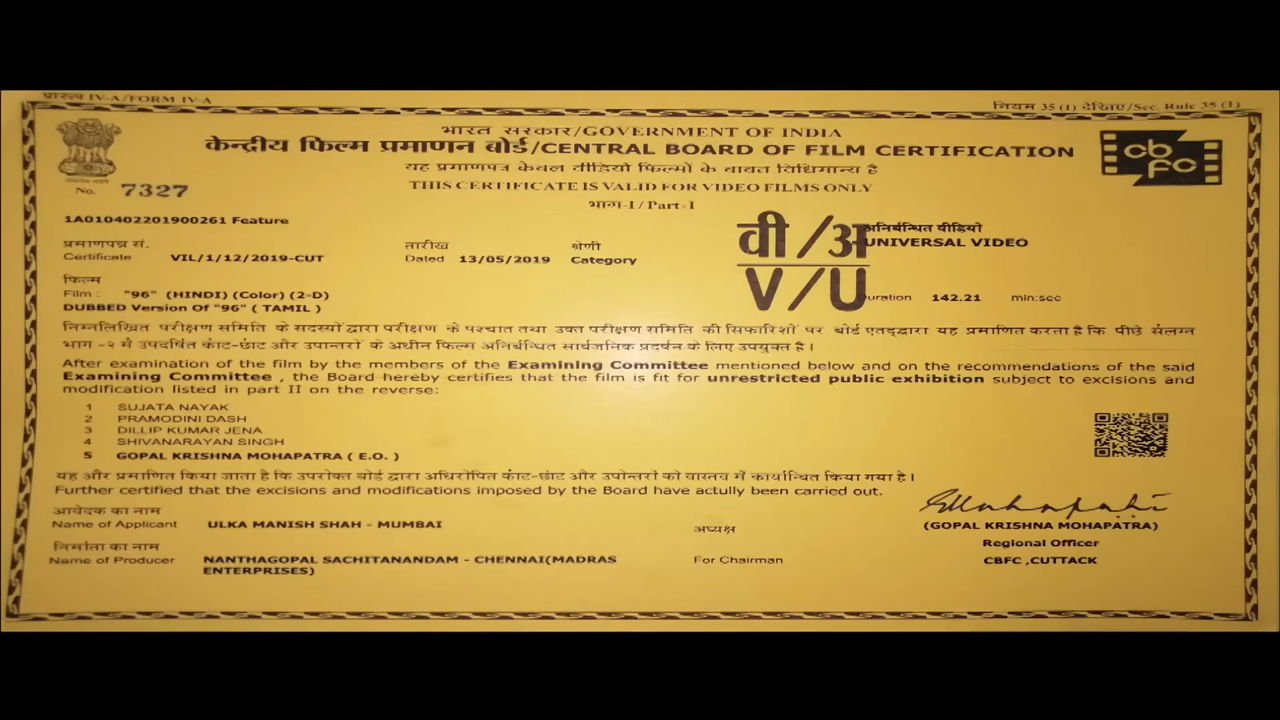 प्रारूप IV-A/FORM IV-A
नियम 35 (1) देखिए/Sec. Rule 35 (1)
भारत सरकार/GOVERNMENT OF INDIA
केन्द्रीय फिल्म प्रमाणन बोर्ड/CENTRAL BOARD OF FILM CERTIFICATION
cb fc
यह प्रमाणपत्र केवल वीडियो फिल्मों के बावत विधिमान्य है
No. 7327
THIS CERTIFICATE IS VALID FOR VIDEO FILMS ONLY
भाग-I / Part-I
1A010402201900261 Feature
वी/अ
अनिर्बन्धित वीडियो
UNIVERSAL VIDEO
प्रमाणपत्र सं. तारीख श्रेणी
Certificate VIL/1/12/2019-CUT Dated 13/05/2019 Category
V/U
फिल्म
Film : "96" (HINDI) (Color) (2-D)
uration 142.21 min:sec
DUBBED Version Of "96" ( TAMIL )
निम्नलिखित परीक्षण समिति के सदस्यों द्वारा परीक्षण के पश्चात तथा उक्त परीक्षण समिति की सिफारिशों पर बोर्ड एतद्द्वारा यह प्रमाणित करता है कि पीछे संलग्न
भाग -२ में उपदर्षित कांट-छांट और उपान्तरों के अधीन फिल्म अनिर्बन्धित सार्वजनिक प्रदर्षन के लिए उपयुक्त है।
After examination of the film by the members of the Examining Committee mentioned below and on the recommendations of the said
Examining Committee , the Board hereby certifies that the film is fit for unrestricted public exhibition subject to excisions and
modification listed in part II on the reverse:
1 SUJATA NAYAK
2 PRAMODINI DASH
3 DILLIP KUMAR JENA
4 SHIVANARAYAN SINGH
5 GOPAL KRISHNA MOHAPATRA ( E.O. )
यह और प्रमाणित किया जाता है कि उपरोक्त बोर्ड द्वारा अधिरोपित कांट-छांट और उपोन्तरों को वास्तव में कार्यान्वित किया गया है।
Further certified that the excisions and modifications imposed by the Board have actully been carried out.
आवेदक का नाम
Name of Applicant ULKA MANISH SHAH - MUMBAI
अध्यक्ष
(GOPAL KRISHNA MOHAPATRA)
Regional Officer
निर्माता का नाम
Name of Producer NANTHAGOPAL SACHITANANDAM - CHENNAI(MADRAS
ENTERPRISES)
For Chairman
CBFC ,CUTTACK